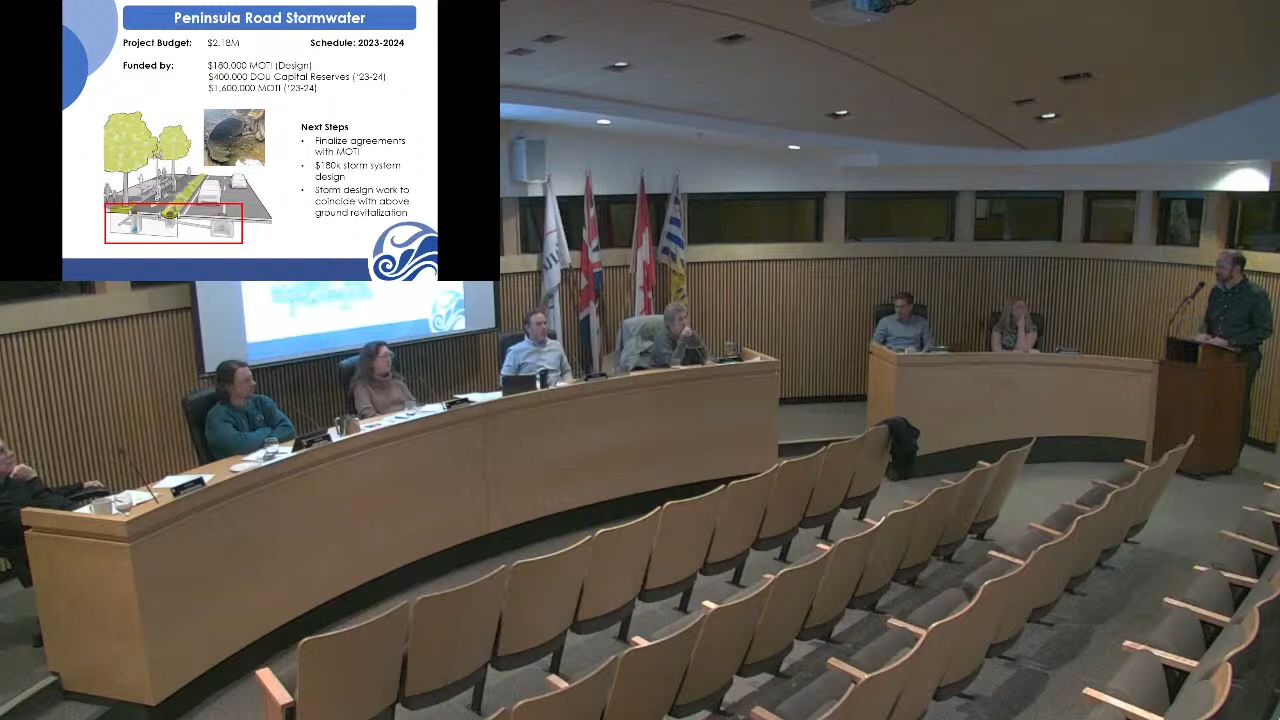 Peninsula Road Stormwater
Project Budget: $2.18M Schedule: 2023-2024
Funded by: $180,000 MOTI (Design)
$400,000 DOU Capital Reserves ('23-24)
$1,600,000 MOTI ('23-24)
Next Steps
• Finalize agreements
with MOTI
• $180k storm system
design
• Storm design work to
coincide with above
ground revitalization